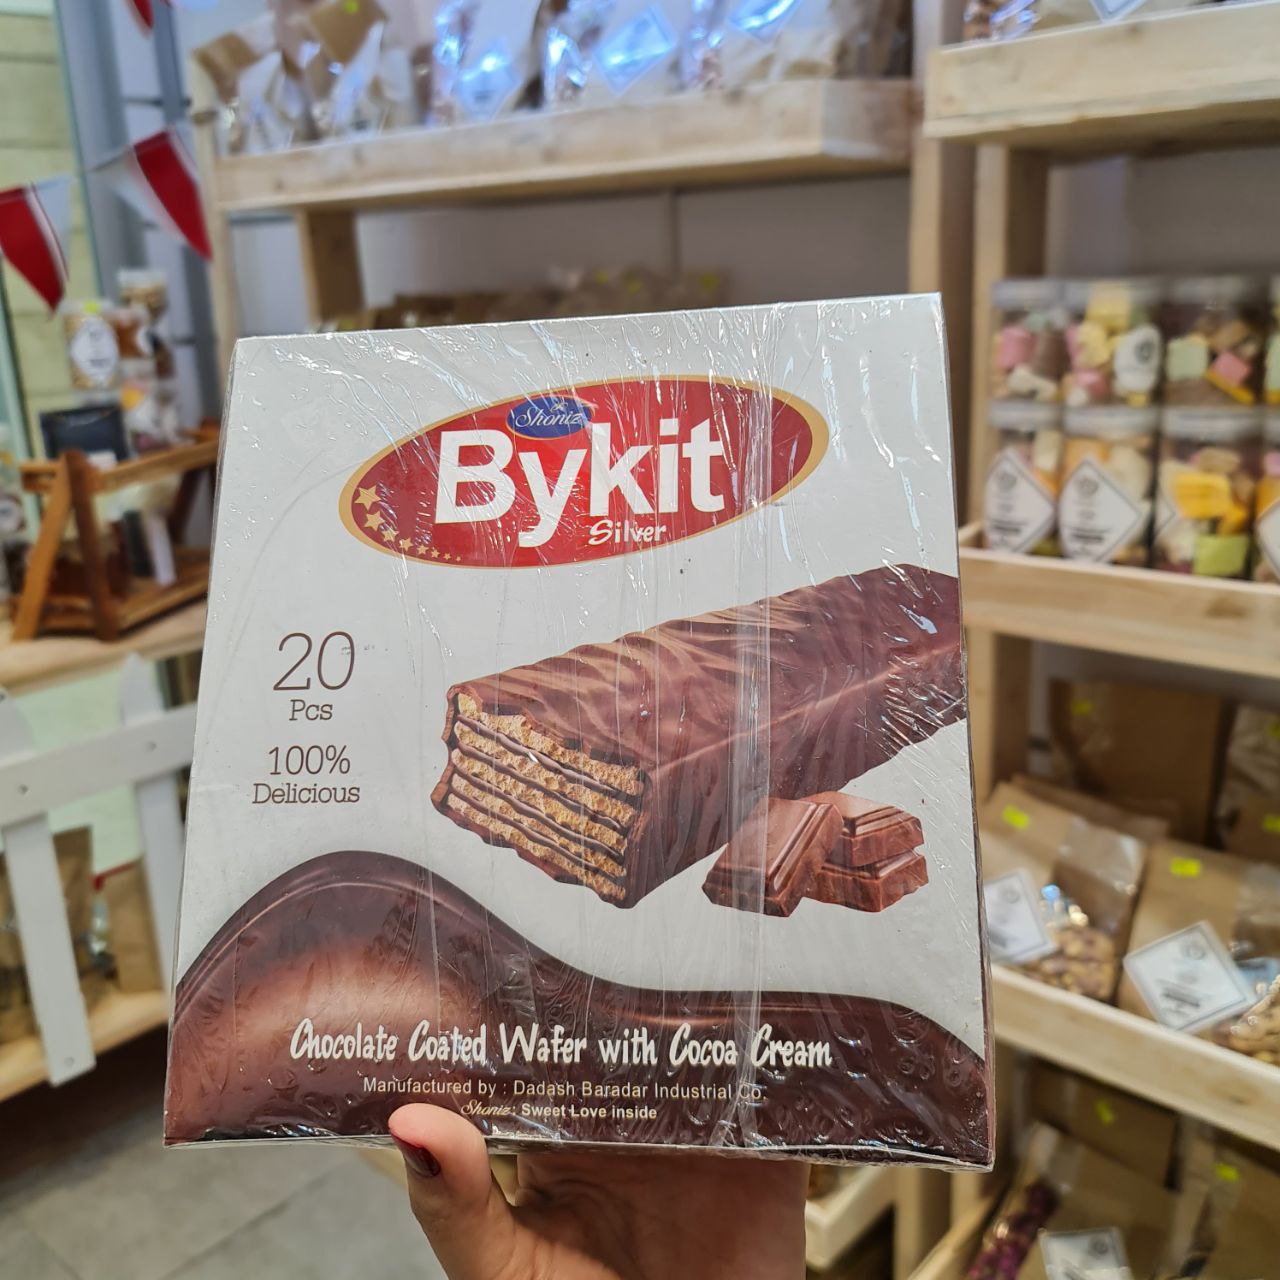 Shoniz
Bykit
Silver
20
Pcs
100%
Delicious
Chocolate Coated Wafer with Cocoa Cream
Manufactured by : Dadash Baradar Industrial Co.
Shoniz: Sweet Love inside